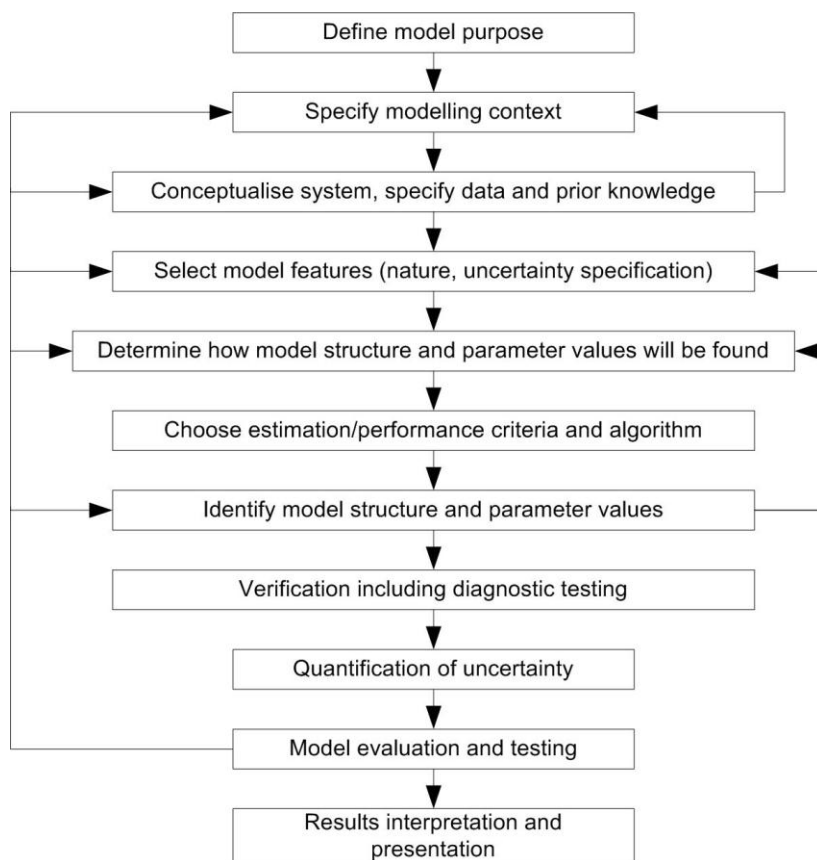 Define model purpose
Specify modelling context
Conceptualise system, specify data and prior knowledge
Select model features (nature, uncertainty specification)
Determine how model structure and parameter values will be found
Choose estimation/performance criteria and algorithm
Identify model structure and parameter values
Verification including diagnostic testing
Quantification of uncertainty
Model evaluation and testing
Results interpretation and
presentation